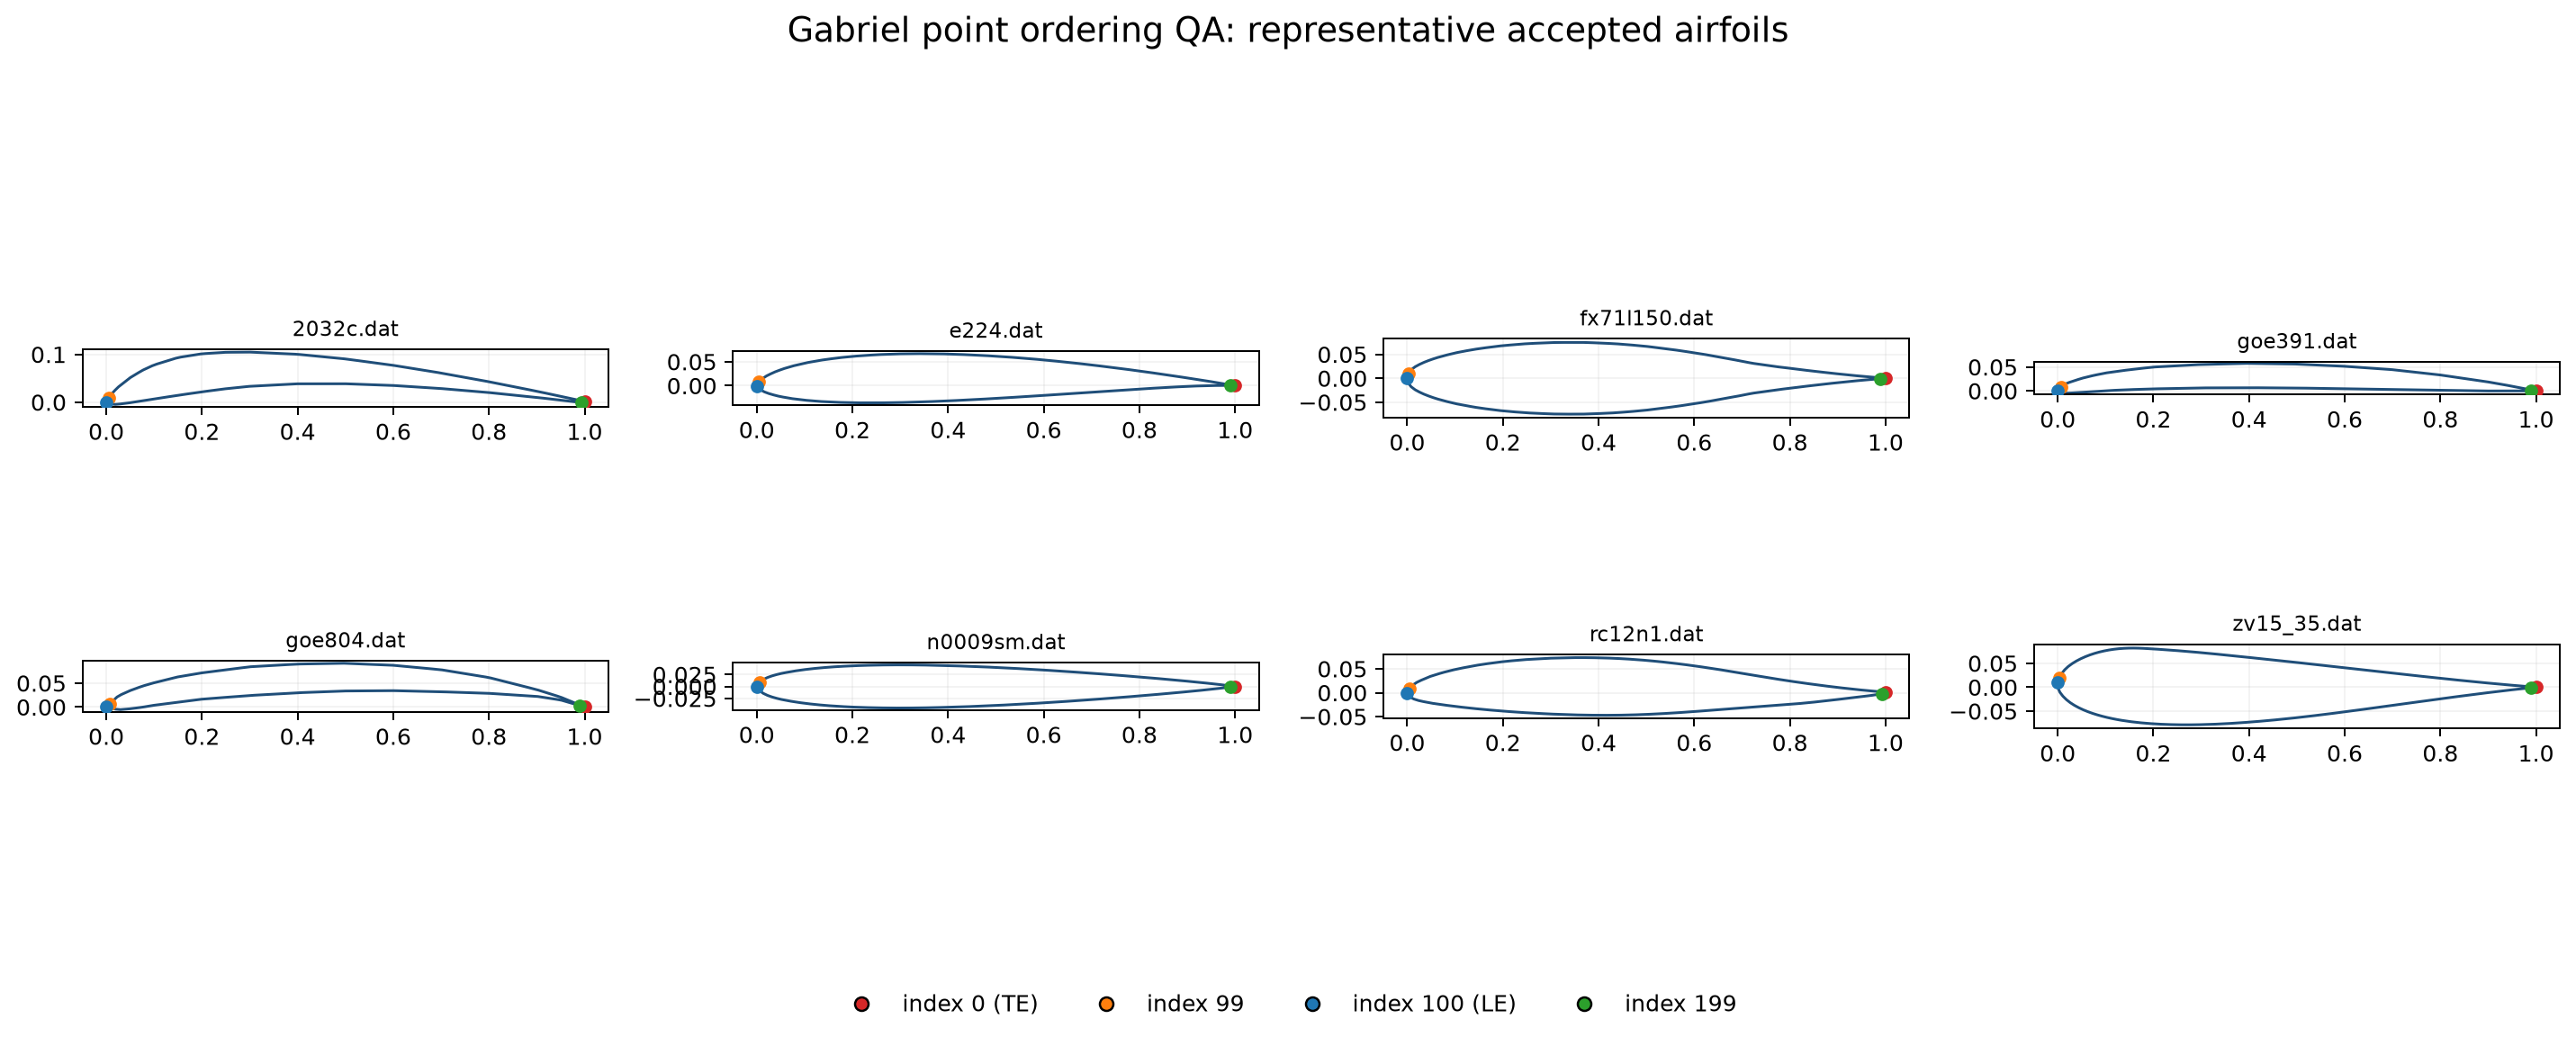 Gabriel point ordering QA: representative accepted airfoils
2032c.dat
0.1
0.0
0.0 0.2 0.4 0.6 0.8 1.0
e224.dat
0.05
0.00
0.0 0.2 0.4 0.6 0.8 1.0
fx71l150.dat
0.05
0.00
−0.05
0.0 0.2 0.4 0.6 0.8 1.0
goe391.dat
0.05
0.00
0.0 0.2 0.4 0.6 0.8 1.0
goe804.dat
0.05
0.00
0.0 0.2 0.4 0.6 0.8 1.0
n0009sm.dat
0.025
0.000
−0.025
0.0 0.2 0.4 0.6 0.8 1.0
rc12n1.dat
0.05
0.00
−0.05
0.0 0.2 0.4 0.6 0.8 1.0
zv15_35.dat
0.05
0.00
−0.05
0.0 0.2 0.4 0.6 0.8 1.0
index 0 (TE) index 99 index 100 (LE) index 199